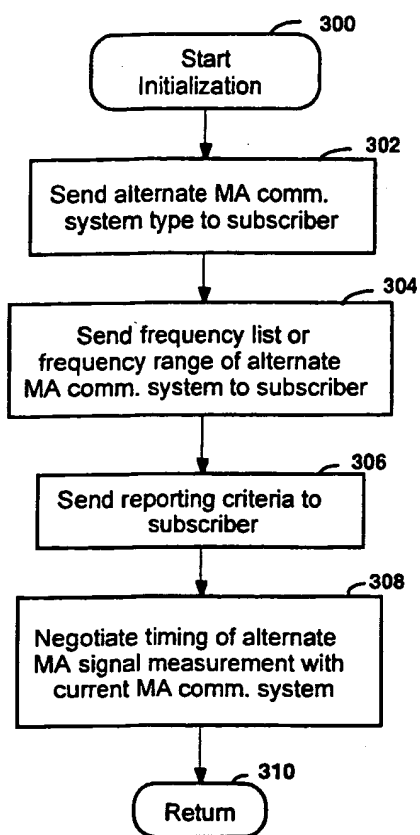 300
Start
Initialization
302
Send alternate MA comm.
system type to subscriber
304
Send frequency list or
frequency range of alternate
MA comm. system to subscriber
306
Send reporting criteria to
subscriber
308
Negotiate timing of alternate
MA signal measurement with
current MA comm. system
310
Return